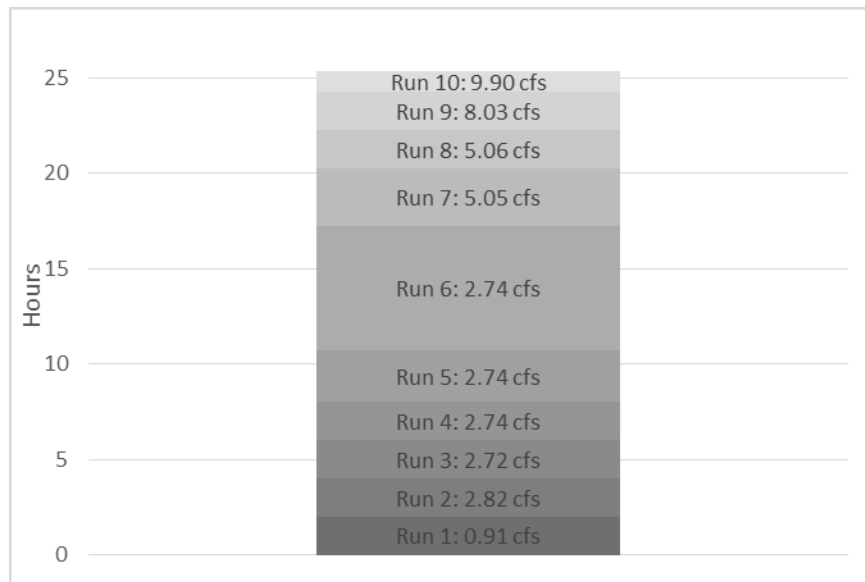 25
20
15
10
5
0
Hours
Run 10: 9.90 cfs
Run 9: 8.03 cfs
Run 8: 5.06 cfs
Run 7: 5.05 cfs
Run 6: 2.74 cfs
Run 5: 2.74 cfs
Run 4: 2.74 cfs
Run 3: 2.72 cfs
Run 2: 2.82 cfs
Run 1: 0.91 cfs